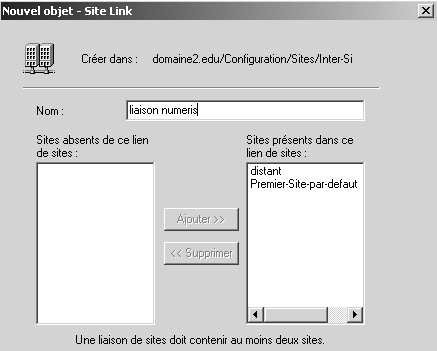 Nouvel objet - Site Link
Créer dans : domaine2.edu/Configuration/Sites/Inter-Si
Nom : liaison numeris
Sites absents de ce lien
de sites :
Sites présents dans ce
lien de sites :
distant
Premier-Site-par-defaut
Ajouter >>
<< Supprimer
Une liaison de sites doit contenir au moins deux sites.